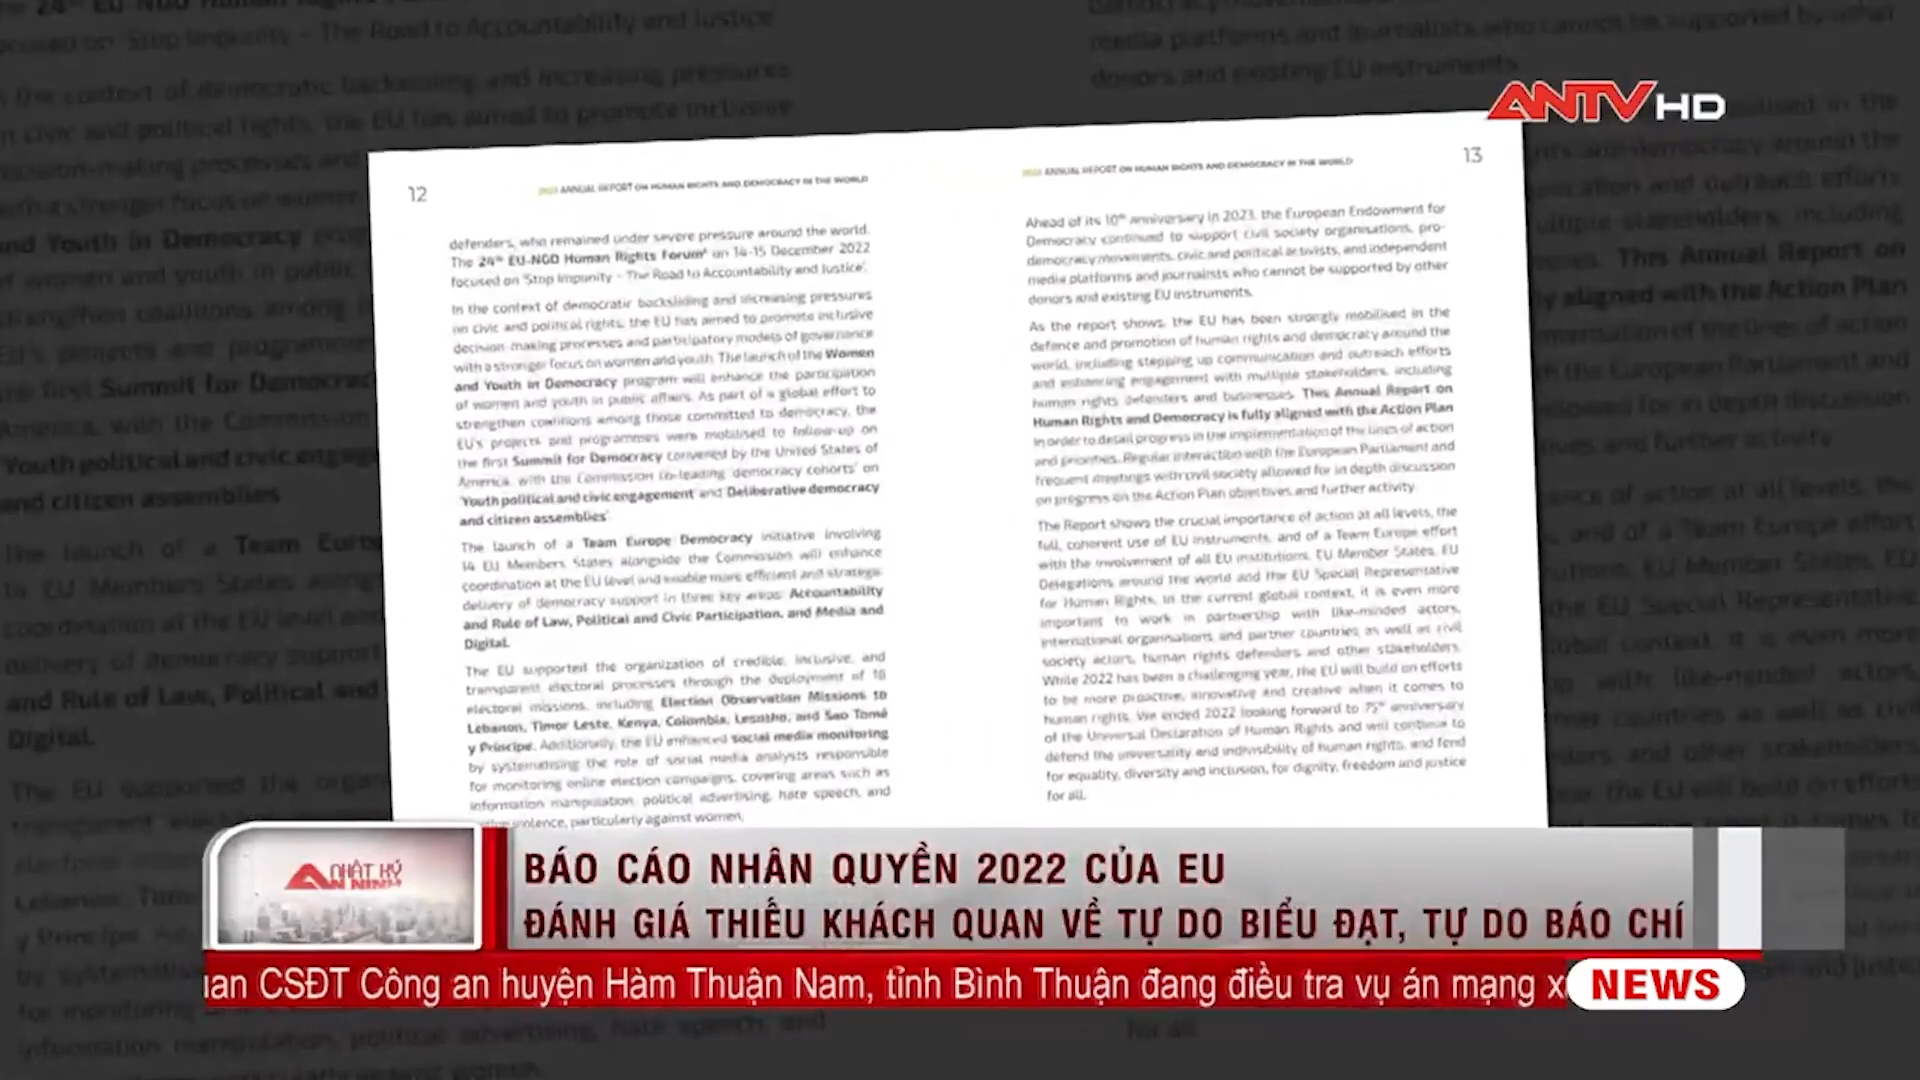 ANTV HD
12
2022 ANNUAL REPORT ON HUMAN RIGHTS AND DEMOCRACY IN THE WORLD
defenders, who remained under severe pressure around the world.
The 24th EU-NGO Human Rights Forum on 14-15 December 2022
focused on 'Stop Impunity – The Road to Accountability and Justice'.
In the context of democratic backsliding and increasing pressures
on civic and political rights, the EU has aimed to promote inclusive
decision-making processes and participatory models of governance
with a stronger focus on women and youth. The launch of the Women
and Youth in Democracy program will enhance the participation
of women and youth in public affairs. As part of a global effort to
strengthen coalitions among those committed to democracy, the
EU's projects and programmes were mobilised to follow-up on
the first Summit for Democracy convened by the United States of
America, with the Commission co-leading 'democracy cohorts' on
'Youth political and civic engagement' and 'Deliberative democracy
and citizen assemblies'.
The launch of a Team Europe Democracy initiative involving
14 EU Members States alongside the Commission will enhance
coordination at the EU level and enable more efficient and strategic
delivery of democracy support in three key areas: Accountability
and Rule of Law, Political and Civic Participation, and Media and
Digital.
The EU supported the organization of credible, inclusive, and
transparent electoral processes through the deployment of 18
electoral missions, including Election Observation Missions to
Lebanon, Timor Leste, Kenya, Colombia, Lesotho, and Sao Tomé
y Principe. Additionally, the EU enhanced social media monitoring
by systematising the role of social media analysts responsible
for monitoring online election campaigns, covering areas such as
information manipulation, political advertising, hate speech, and
violence, particularly against women.
2022 ANNUAL REPORT ON HUMAN RIGHTS AND DEMOCRACY IN THE WORLD
13
Ahead of its 10th anniversary in 2023, the European Endowment for
Democracy continued to support civil society organisations, pro-
democracy movements, civic and political activists, and independent
media platforms and journalists who cannot be supported by other
donors and existing EU instruments.
As the report shows, the EU has been strongly mobilised in the
defence and promotion of human rights and democracy around the
world, including stepping up communication and outreach efforts
and enhancing engagement with multiple stakeholders, including
human rights defenders and businesses. This Annual Report on
Human Rights and Democracy is fully aligned with the Action Plan
in order to detail progress in the implementation of the lines of action
and priorities. Regular interaction with the European Parliament and
frequent meetings with civil society allowed for in depth discussion
on progress on the Action Plan objectives and further activity.
The Report shows the crucial importance of action at all levels, the
full, coherent use of EU instruments, and of a Team Europe effort
with the involvement of all EU institutions, EU Member States, EU
Delegations around the world and the EU Special Representative
for Human Rights. In the current global context, it is even more
important to work in partnership with like-minded actors,
international organisations and partner countries as well as civil
society actors, human rights defenders and other stakeholders.
While 2022 has been a challenging year, the EU will build on efforts
to be more proactive, innovative and creative when it comes to
human rights. We ended 2022 looking forward to 75th anniversary
of the Universal Declaration of Human Rights and will continue to
defend the universality and indivisibility of human rights, and fend
for equality, diversity and inclusion, for dignity, freedom and justice
for all.
NHẬT KÝ
AN NINH
BÁO CÁO NHÂN QUYỀN 2022 CỦA EU
ĐÁNH GIÁ THIẾU KHÁCH QUAN VỀ TỰ DO BIỂU ĐẠT, TỰ DO BÁO CHÍ
uan CSĐT Công an huyện Hàm Thuận Nam, tỉnh Bình Thuận đang điều tra vụ án mạng x
NEWS